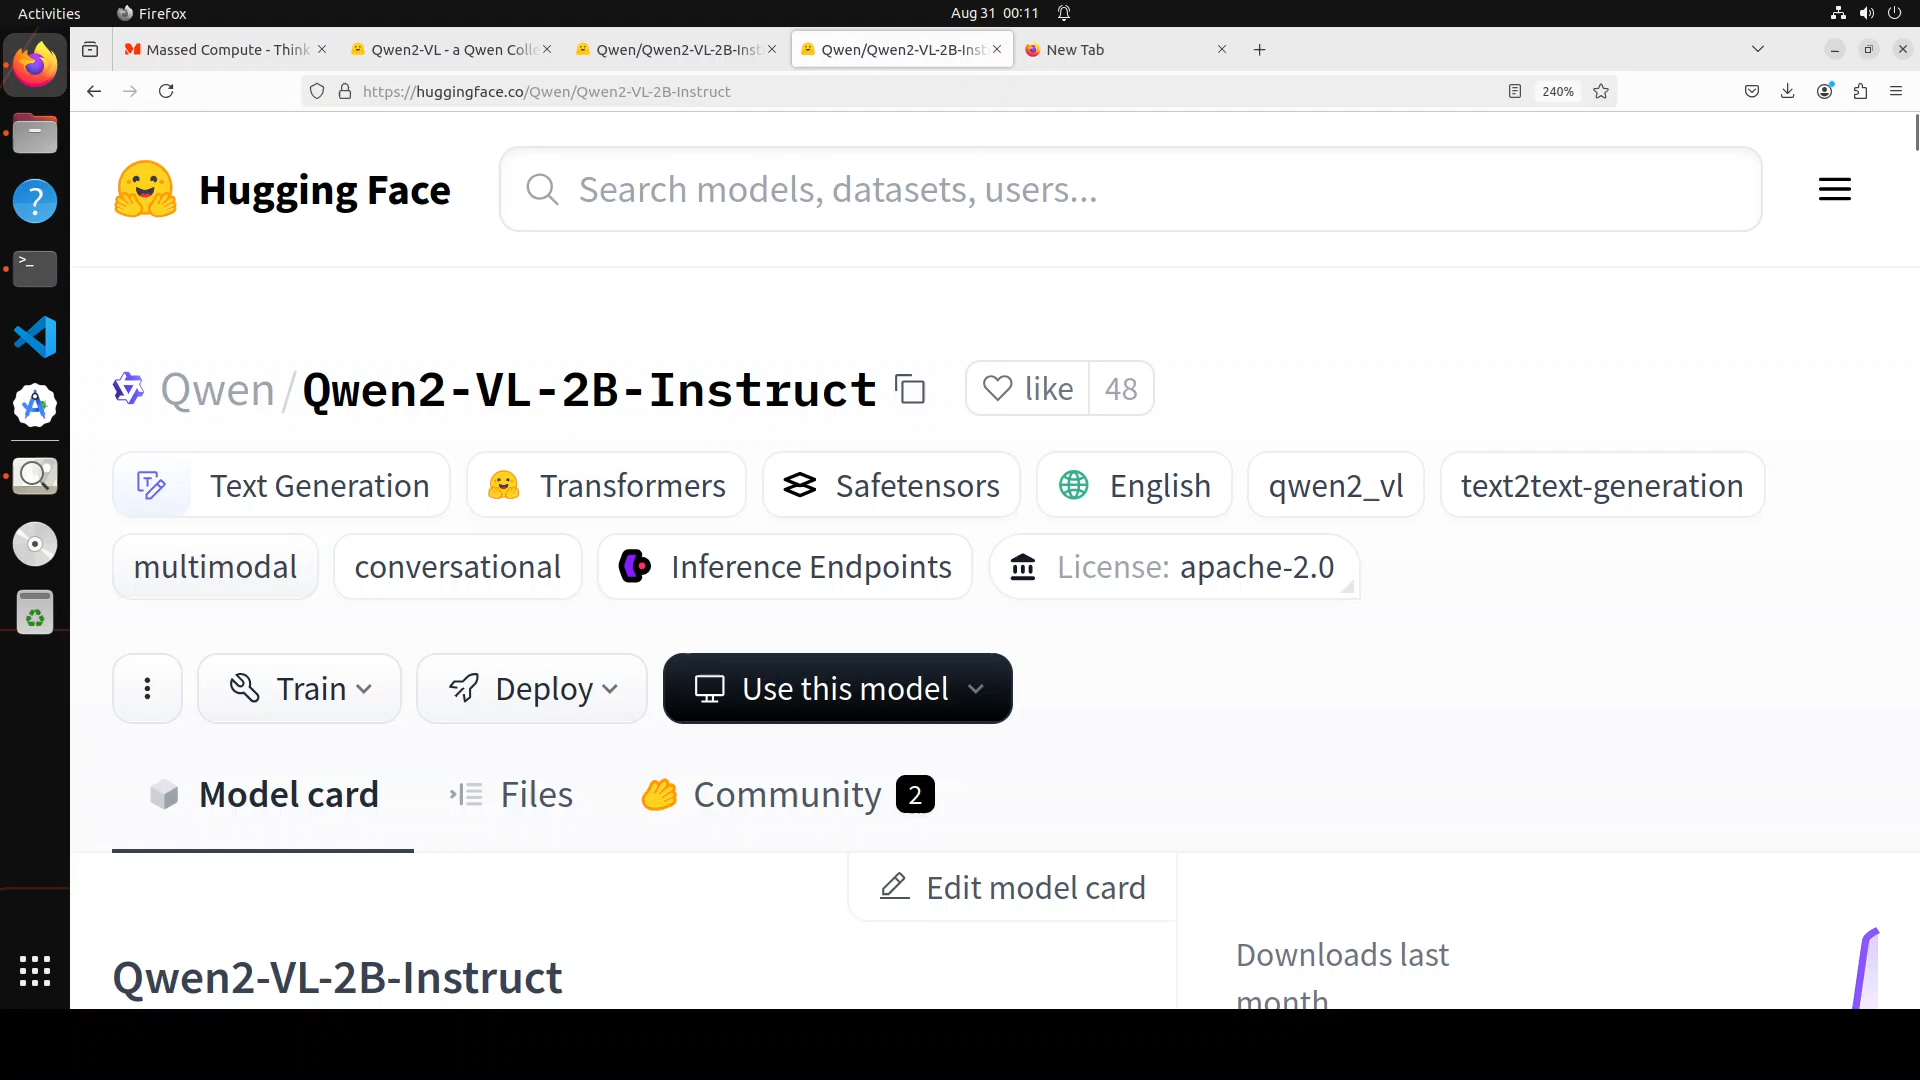 Activities Firefox Aug 31 00:11
Massed Compute - Think Qwen2-VL - a Qwen Colle Qwen/Qwen2-VL-2B-Inst Qwen/Qwen2-VL-2B-Inst New Tab
https://huggingface.co/Qwen/Qwen2-VL-2B-Instruct 240%
Hugging Face Search models, datasets, users...
Qwen/Qwen2-VL-2B-Instruct like 48
Text Generation Transformers Safetensors English qwen2_vl text2text-generation
multimodal conversational Inference Endpoints License: apache-2.0
Train Deploy Use this model
Model card Files Community 2
Edit model card
Qwen2-VL-2B-Instruct
Downloads last
month